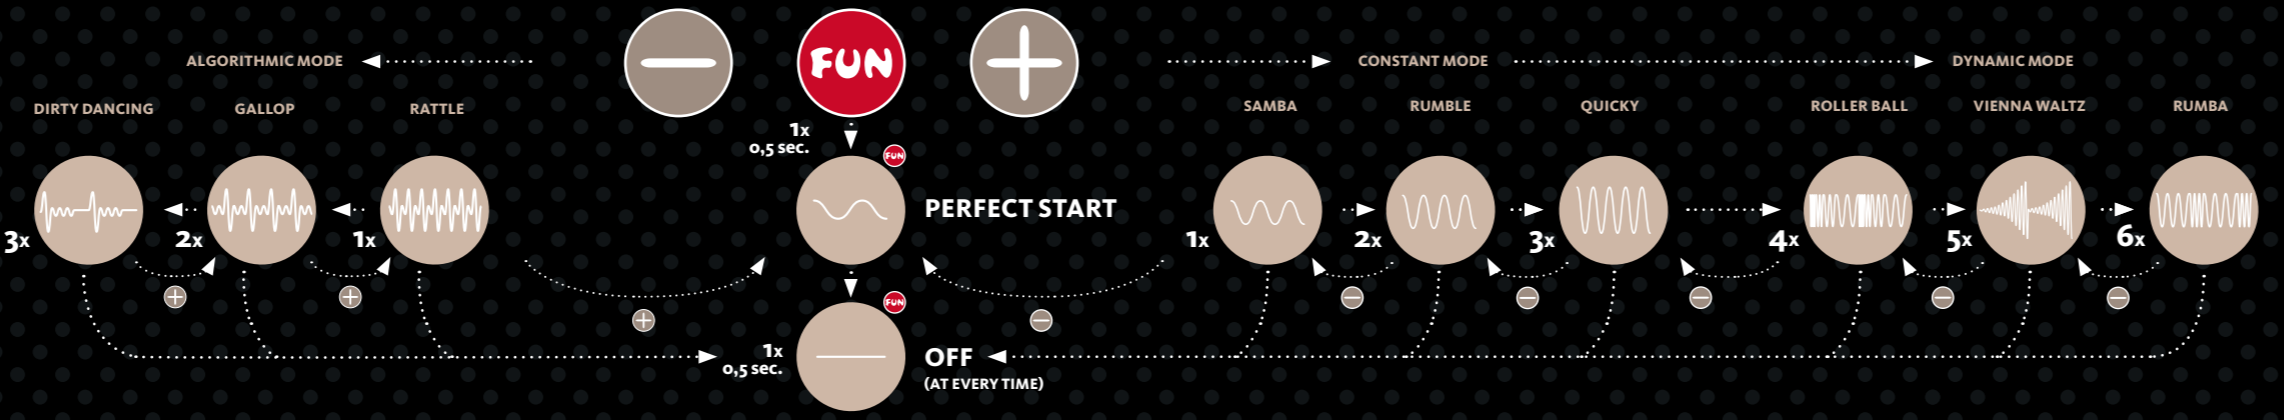 ALGORITHMIC MODE
FUN
CONSTANT MODE
DYNAMIC MODE
DIRTY DANCING
GALLOP
RATTLE
SAMBA
RUMBLE
QUICKY
ROLLER BALL
VIENNA WALTZ
RUMBA
1x
0,5 sec.
FUN
PERFECT START
3x
2x
1x
1x
2x
3x
4x
5x
6x
FUN
1x
0,5 sec.
OFF
(AT EVERY TIME)